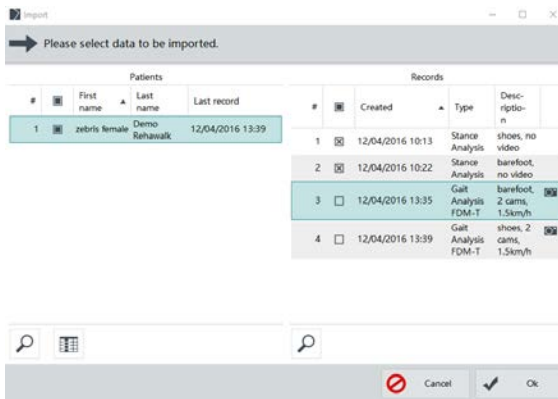 Import
Please select data to be imported.
Patients
# First name Last name Last record
1 zebris female Demo Rehawalk 12/04/2016 13:39
Records
# Created Type Desc-riptio-n
1 12/04/2016 10:13 Stance Analysis shoes, no video
2 12/04/2016 10:22 Stance Analysis barefoot, no video
3 12/04/2016 13:35 Gait Analysis FDM-T barefoot, 2 cams, 1.5km/h
4 12/04/2016 13:39 Gait Analysis FDM-T shoes, 2 cams, 1.5km/h
Cancel
Ok